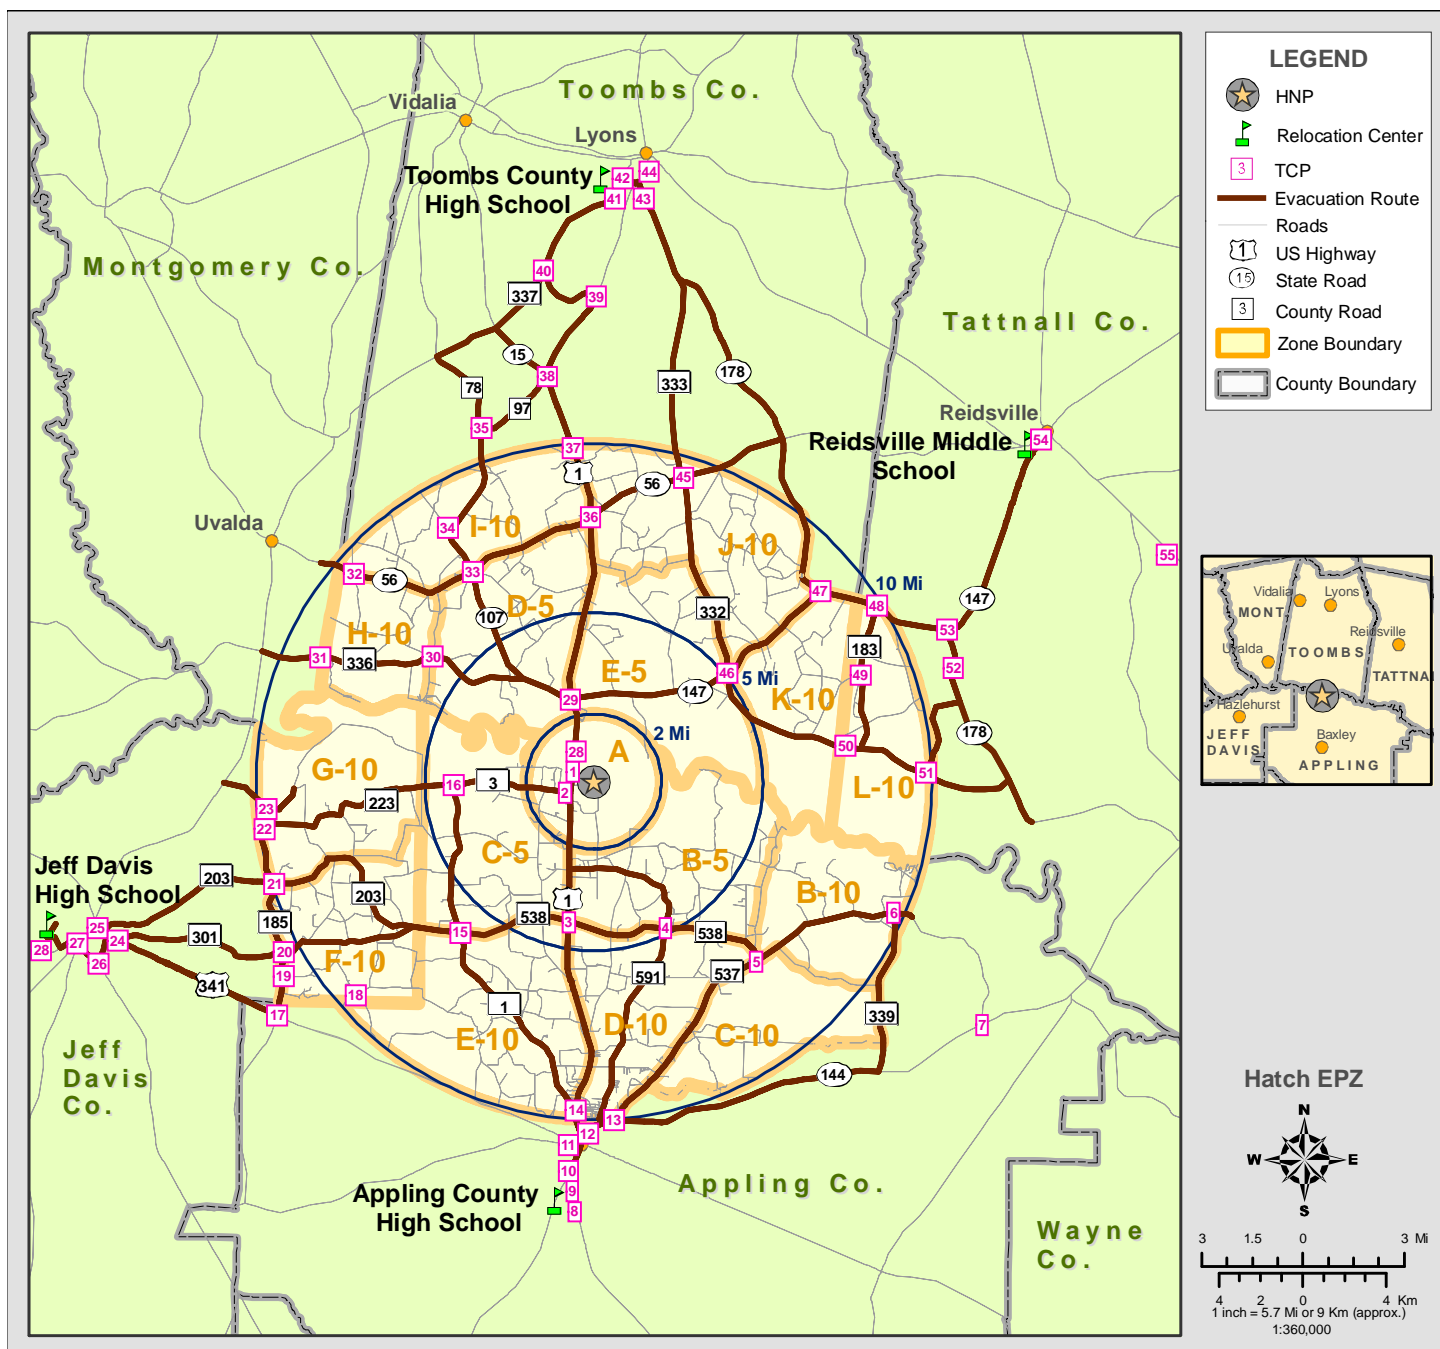 Toombs Co.
Vidalia
Lyons
Toombs County
High School
42
44
41
43
Montgomery Co.
40
337
39
Tattnall Co.
15
38
178
333
78
97
35
Reidsville
Reidsville Middle
School
54
37
1
45
56
36
I-10
34
J-10
Uvalda
55
32
56
33
10 Mi
47
48
147
D-5
107
332
53
H-10
183
31
336
30
52
E-5
46
5 Mi
49
147
K-10
29
2 Mi
178
50
A
28
G-10
1
51
16
3
2
L-10
23
223
22
C-5
B-5
Jeff Davis
High School
203
21
203
B-10
1
185
538
3
6
25
4
538
28
27
24
301
15
20
26
F-10
5
19
591
537
341
18
1
17
D-10
C-10
339
7
E-10
Jeff
Davis
Co.
144
14
13
12
11
10
Appling County
High School
9
8
Appling Co.
Wayne
Co.
LEGEND
HNP
Relocation Center
3
TCP
Evacuation Route
Roads
1
US Highway
15
State Road
3
County Road
Zone Boundary
County Boundary
Vidalia
Lyons
MONT.
Reidsville
Uvalda
TOOMBS
TATTNA
Hazlehurst
JEFF
DAVIS
Baxley
APPLING
Hatch EPZ
N
W
E
S
3 1.5 0 3 Mi
4 2 0 4 Km
1 inch = 5.7 Mi or 9 Km (approx.)
1:360,000